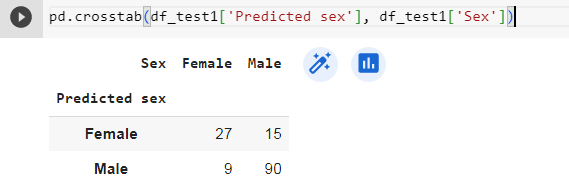 pd.crosstab(df_test1['Predicted sex'], df_test1['Sex'])
Sex Female Male
Predicted sex
Female 27 15
Male 9 90